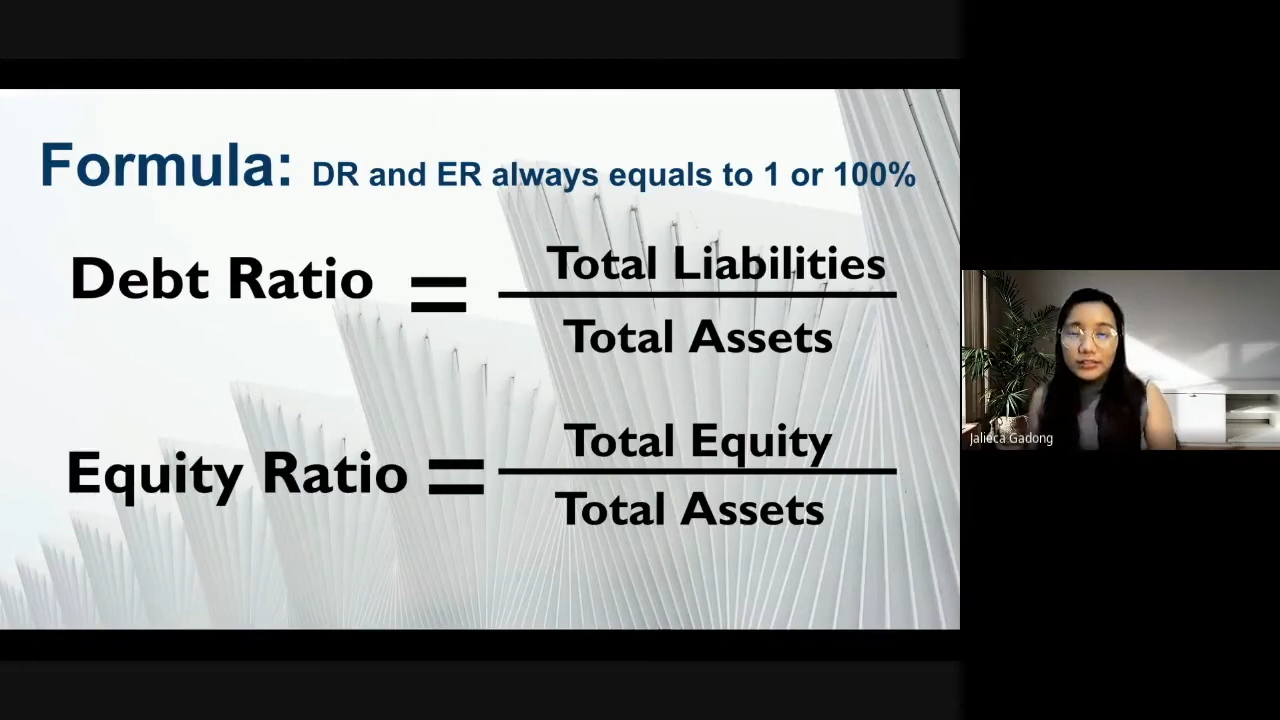 Formula: DR and ER always equals to 1 or 100%
Debt Ratio = Total Liabilities
Total Assets
Equity Ratio = Total Equity
Total Assets
Jalieca Gadong